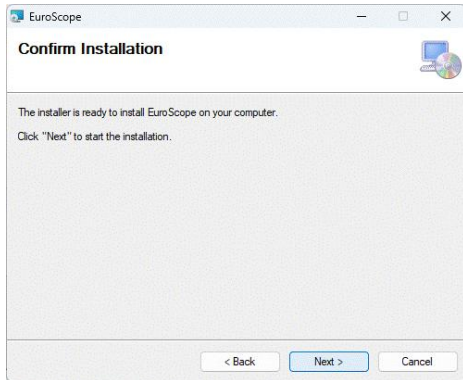 EuroScope
Confirm Installation
The installer is ready to install EuroScope on your computer.
Click "Next" to start the installation.
< Back
Next >
Cancel